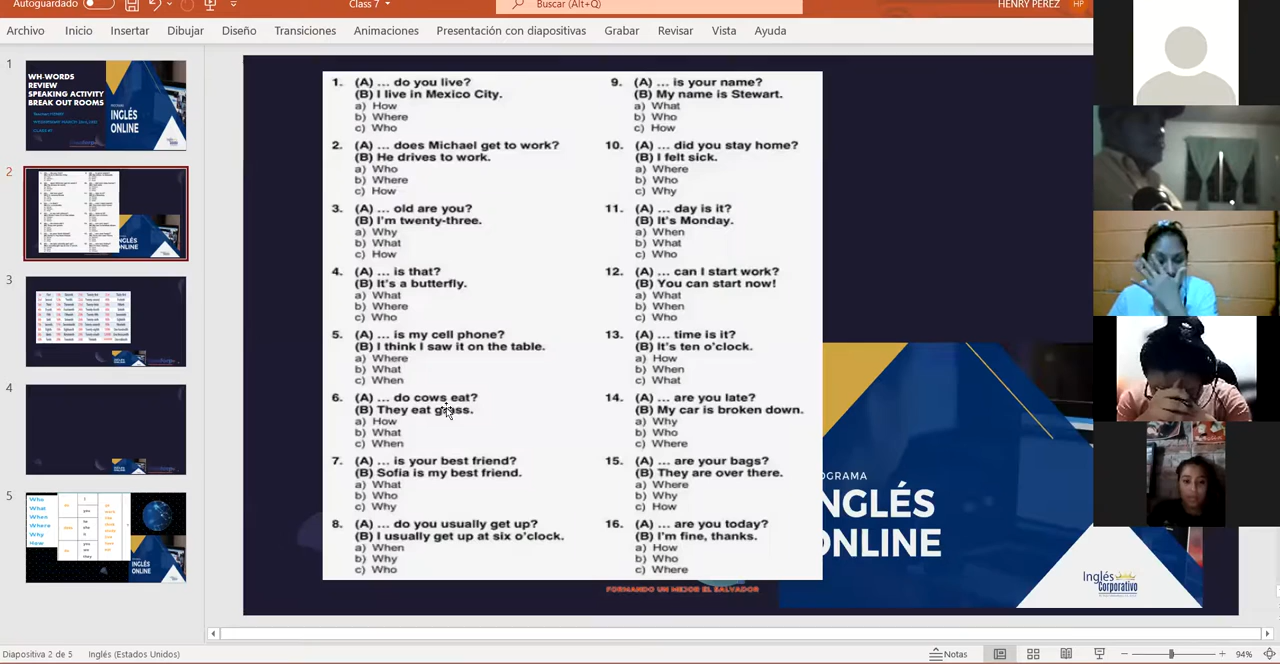 Autoguardado
Class 7
Buscar (Alt+Q)
HENRY PEREZ
HP
Archivo
Inicio
Insertar
Dibujar
Diseño
Transiciones
Animaciones
Presentación con diapositivas
Grabar
Revisar
Vista
Ayuda
1
WH-WORDS
REVIEW
SPEAKING ACTIVITY
BREAK OUT ROOMS
INGLÉS
ONLINE
2
3
4
5
Who
What
When
Where
Why
How
INGLÉS
ONLINE
1. (A) ... do you live?
(B) I live in Mexico City.
a) How
b) Where
c) Who
2. (A) ... does Michael get to work?
(B) He drives to work.
a) Who
b) Where
c) How
3. (A) ... old are you?
(B) I'm twenty-three.
a) Why
b) What
c) How
4. (A) ... is that?
(B) It's a butterfly.
a) What
b) Where
c) When
5. (A) ... is my cell phone?
(B) I think I saw it on the table.
a) Where
b) What
c) When
6. (A) ... do cows eat?
(B) They eat grass.
a) How
b) What
c) When
7. (A) ... is your best friend?
(B) Sofia is my best friend.
a) What
b) Who
c) Why
8. (A) ... do you usually get up?
(B) I usually get up at six o'clock.
a) When
b) Why
c) Who
9. (A) ... is your name?
(B) My name is Stewart.
a) What
b) Who
c) How
10. (A) ... did you stay home?
(B) I felt sick.
a) Where
b) Who
c) Why
11. (A) ... day is it?
(B) It's Monday.
a) When
b) What
c) Who
12. (A) ... can I start work?
(B) You can start now!
a) What
b) When
c) Who
13. (A) ... time is it?
(B) It's ten o'clock.
a) How
b) When
c) What
14. (A) ... are you late?
(B) My car is broken down.
a) Why
b) Who
c) Where
15. (A) ... are your bags?
(B) They are over there.
a) Where
b) Why
c) How
16. (A) ... are you today?
(B) I'm fine, thanks.
a) How
b) Who
c) Where
OGRAMA
INGLÉS
ONLINE
FORMANDO UN MEJOR EL SALVADOR
Inglés
Corporativo
Diapositiva 2 de 5
Inglés (Estados Unidos)
Notas
94%